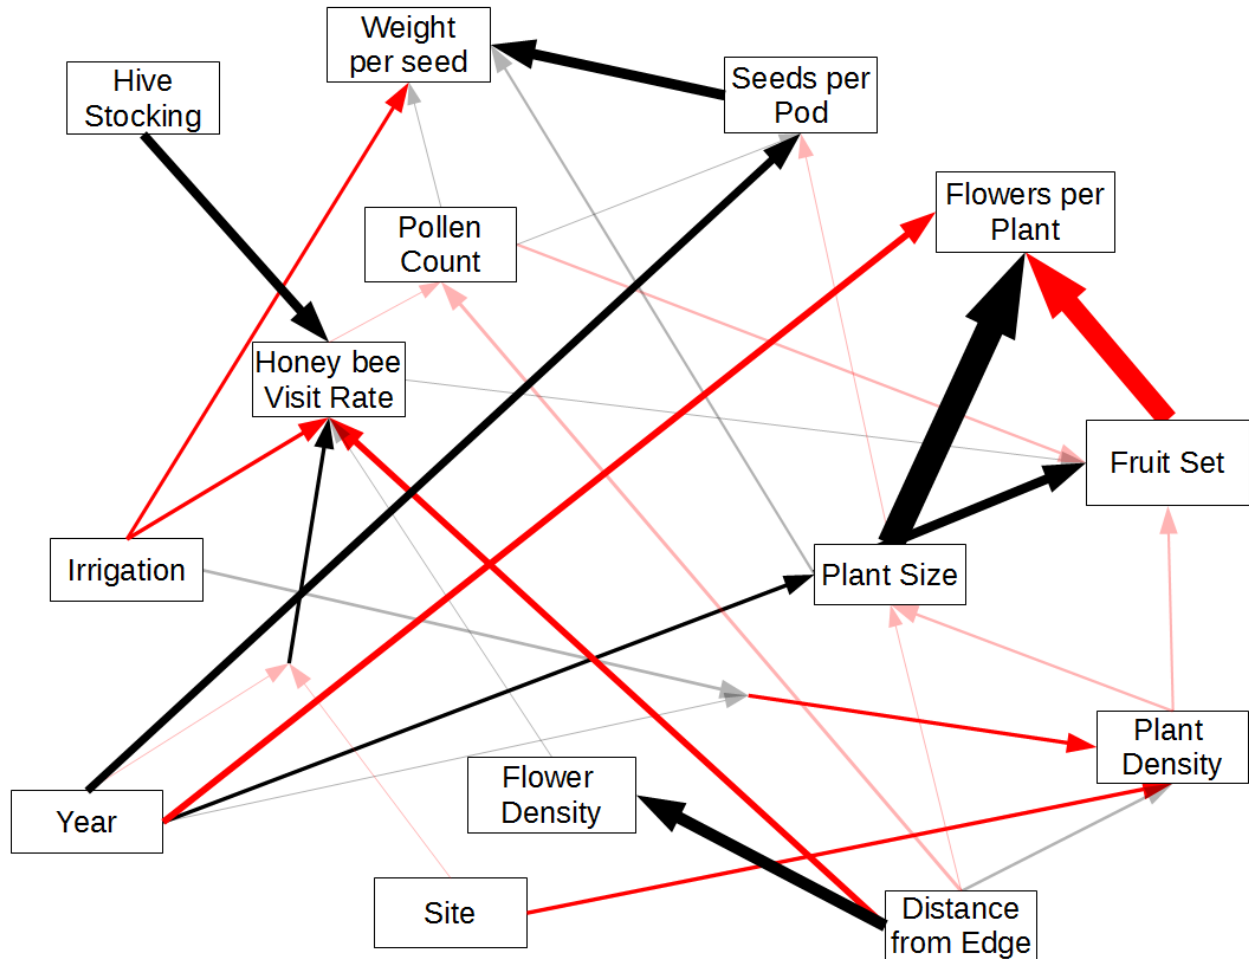 Weight
per seed
Hive
Stocking
Seeds per
Pod
Flowers per
Plant
Pollen
Count
Honey bee
Visit Rate
Fruit Set
Irrigation
Plant Size
Plant
Density
Flower
Density
Year
Site
Distance
from Edge